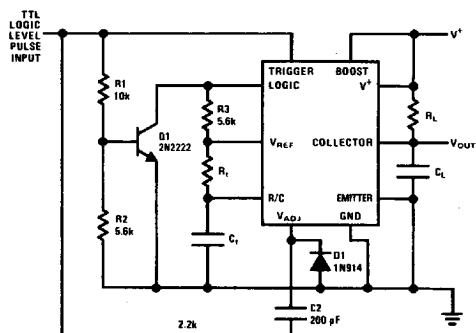 TTL
LOGIC
LEVEL
PULSE
INPUT
V+
TRIGGER
BOOST
LOGIC
V+
R1
10k
R3
5.6k
RL
Q1
2N2222
VREF
COLLECTOR
VOUT
Rt
CL
R/C
EMITTER
R2
5.6k
VADJ
GND
Ct
D1
1N914
C2
200 µF
2.2k